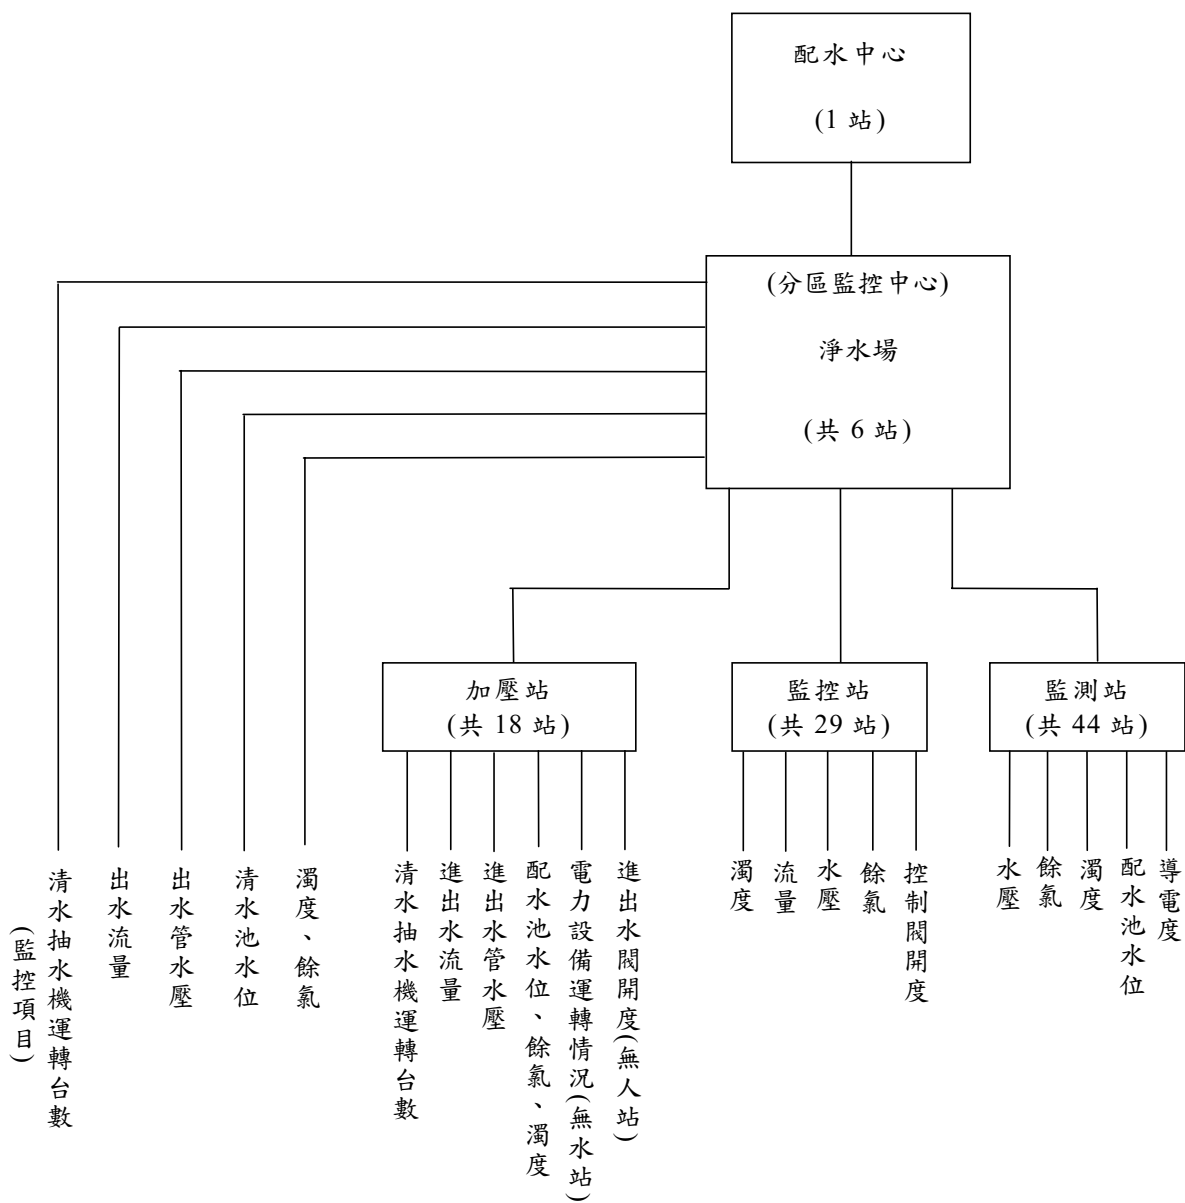 配水中心
(1 站)
(分區監控中心)
淨水場
(共 6 站)
加壓站
(共 18 站)
監控站
(共 29 站)
監測站
(共 44 站)
(監控項目)
清水抽水機運轉台數
出水流量
出水管水壓
清水池水位
濁度、餘氯
清水抽水機運轉台數
進出水流量
進出水管水壓
配水池水位、餘氯、濁度
電力設備運轉情況(無水站)
進出水閥開度(無人站)
濁度
流量
水壓
餘氯
控制閥開度
水壓
餘氯
濁度
配水池水位
導電度